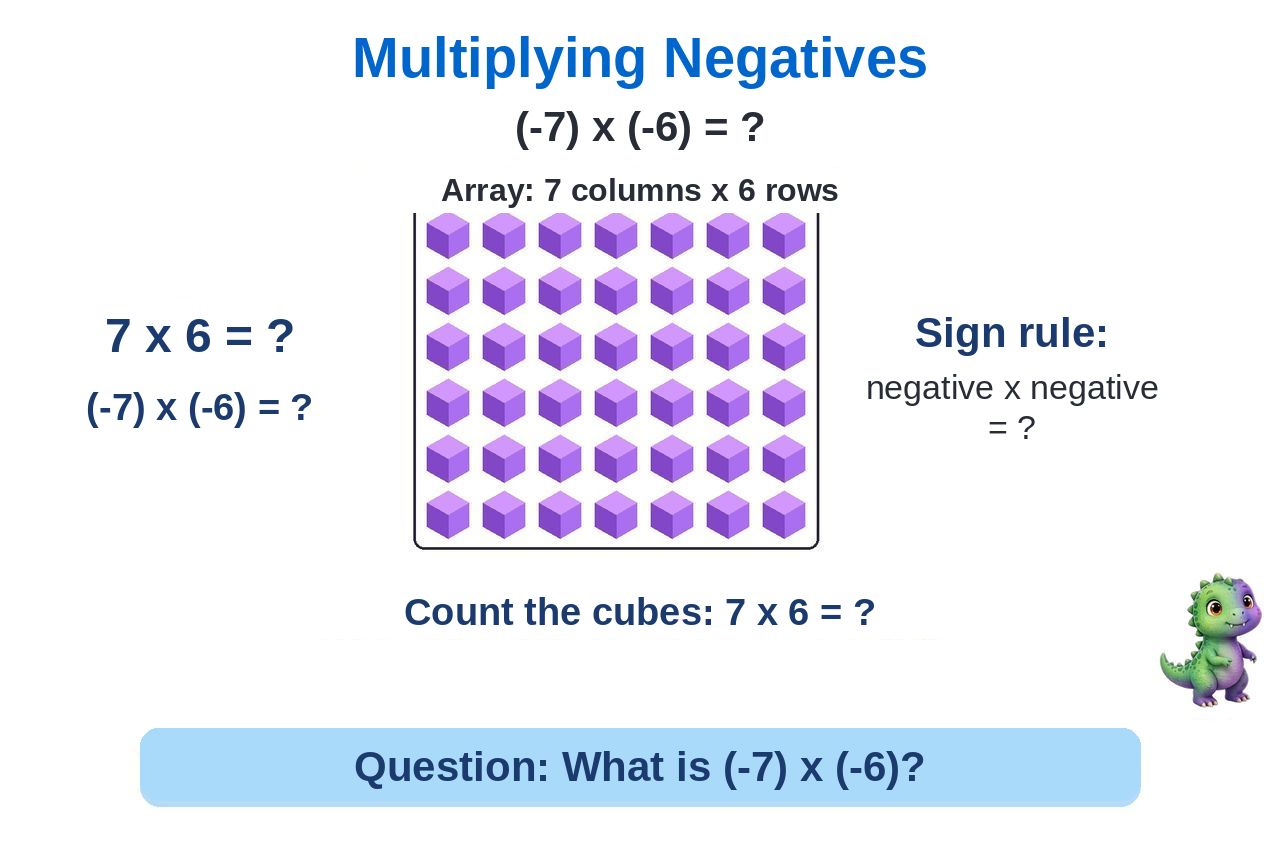 Multiplying Negatives
(-7) x (-6) = ?
Array: 7 columns x 6 rows
7 x 6 = ?
(-7) x (-6) = ?
Sign rule:
negative x negative
= ?
Count the cubes: 7 x 6 = ?
Question: What is (-7) x (-6)?